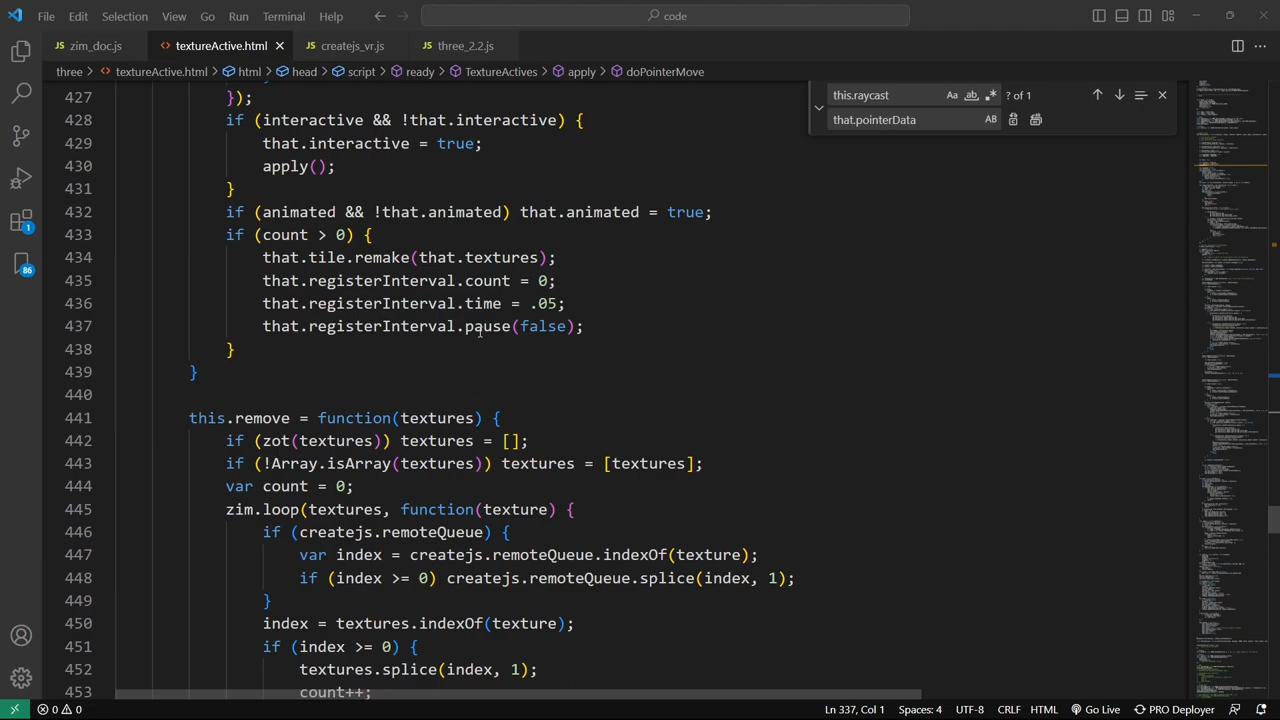 File Edit Selection View Go Run Terminal Help
code
zim_doc.js textureActive.html createjs_vr.js three_2.2.js
three > textureActive.html > html > head > script > ready > TextureActives > apply > doPointerMove
this.raycast Aa ab .* ? of 1
that.pointerData AB
427 });
428 if (interactive && !that.interactive) {
429 that.interactive = true;
430 apply();
431 }
432 if (animated && !that.animated) that.animated = true;
433 if (count > 0) {
434 that.tile.remake(that.textures);
435 that.registerInterval.count = 0;
436 that.registerInterval.time = .05;
437 that.registerInterval.pause(false);
438 }
439 }
440
441 this.remove = function(textures) {
442 if (zot(textures)) textures = []
444 if (!Array.isArray(textures)) textures = [textures];
444 var count = 0;
445 zim.loop(textures, function(texture) {
446 if (createjs.remoteQueue)
447 var index = createjs.remoteQueue.indexOf(texture);
448 if (index >= 0) createjs.remoteQueue.splice(index, 1);
449 }
index = textures.indexOf(texture);
451 if (index >= 0) {
452
453 count++;
1
86
0 0
Ln 337, Col 1 Spaces: 4 UTF-8 CRLF HTML Go Live PRO Deployer